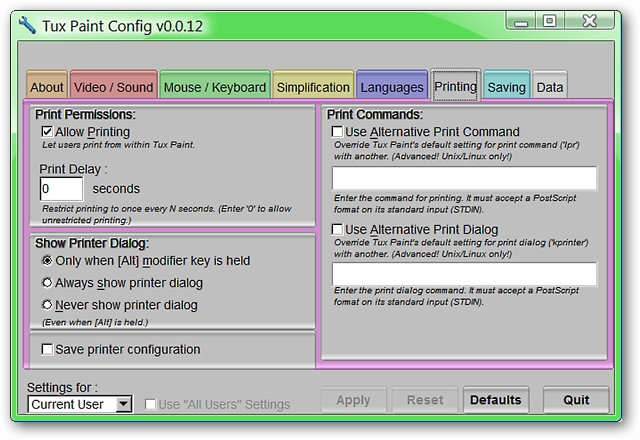 Tux Paint Config v0.0.12
About
Video / Sound
Mouse / Keyboard
Simplification
Languages
Printing
Saving
Data
Print Permissions:
Allow Printing
Let users print from within Tux Paint.
Print Delay :
0 seconds
Restrict printing to once every N seconds. (Enter '0' to allow
unrestricted printing.)
Show Printer Dialog:
Only when [Alt] modifier key is held
Always show printer dialog
Never show printer dialog
(Even when [Alt] is held.)
Save printer configuration
Print Commands:
Use Alternative Print Command
Override Tux Paint's default setting for print command ('lpr')
with another. (Advanced! Unix/Linux only!)
Enter the command for printing. It must accept a PostScript
format on its standard input (STDIN).
Use Alternative Print Dialog
Override Tux Paint's default setting for print dialog ('kprinter')
with another. (Advanced! Unix/Linux only!)
Enter the print dialog command. It must accept a PostScript
format on its standard input (STDIN).
Settings for :
Current User
Use "All Users" Settings
Apply
Reset
Defaults
Quit